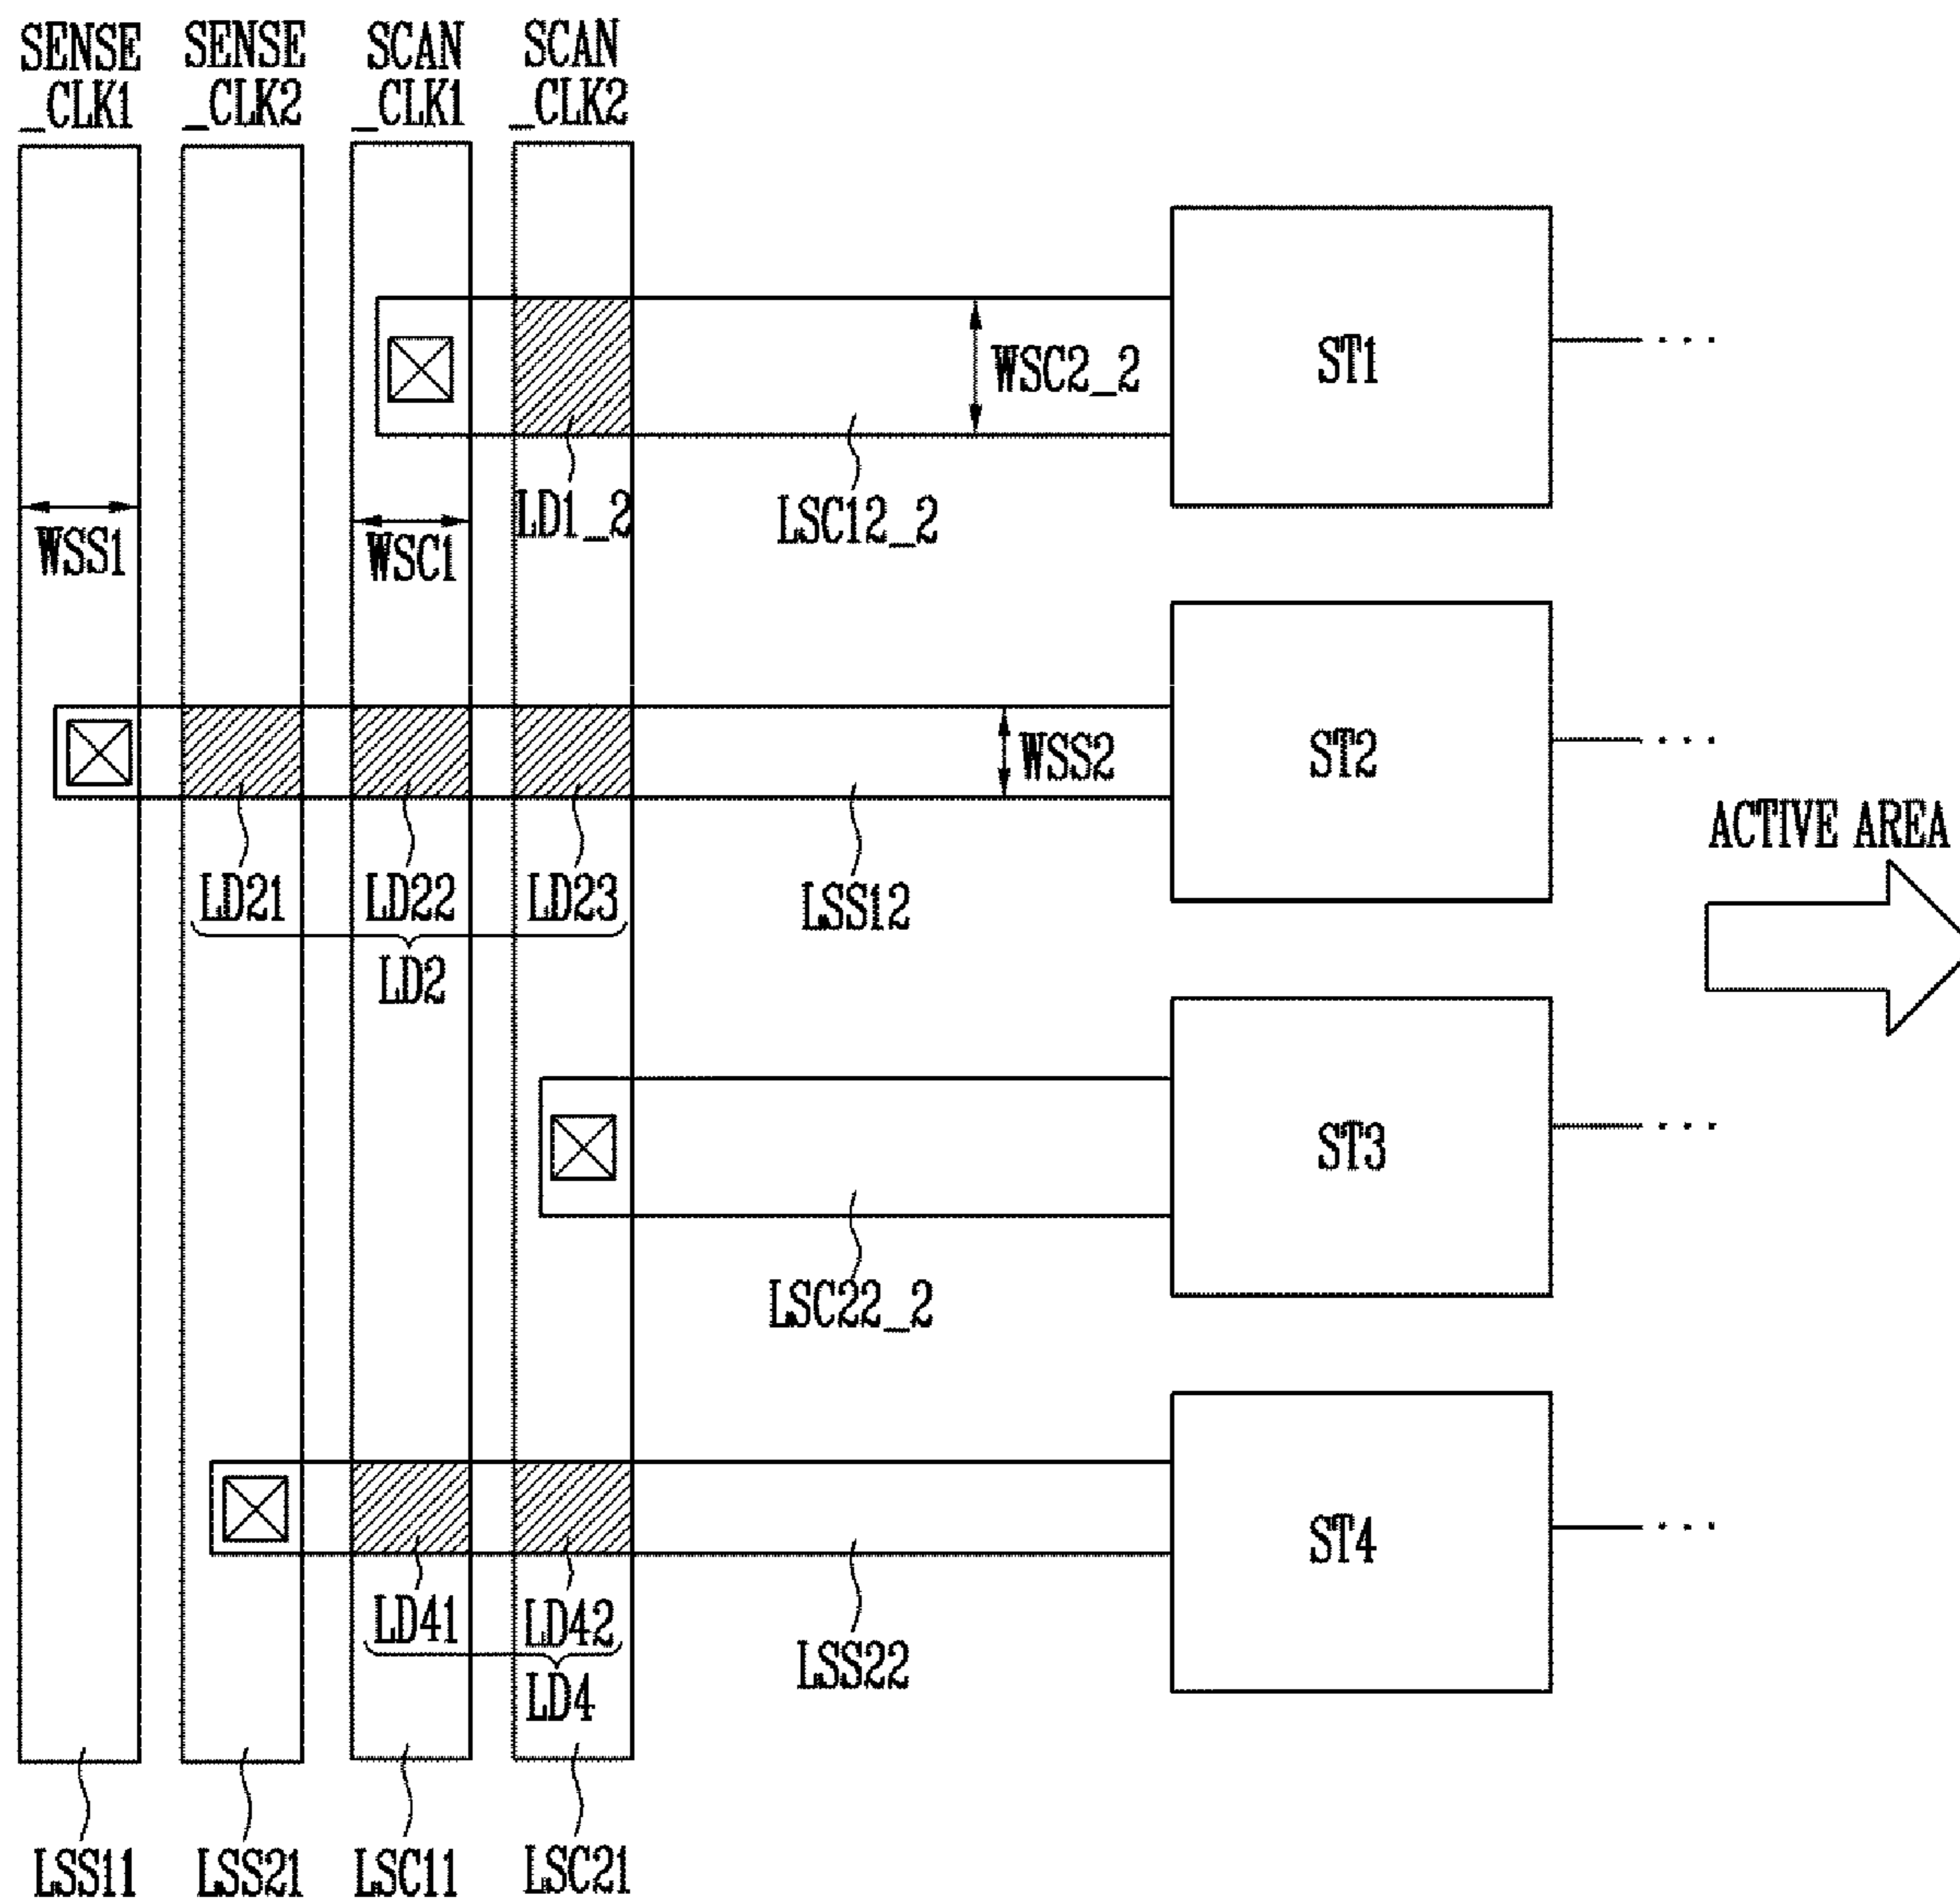 SENSE
_CLK1
SENSE
_CLK2
SCAN
_CLK1
SCAN
_CLK2
ST1
. . .
WSC2_2
LD1_2
LSC12_2
WSS1
WSC1
ST2
. . .
WSS2
LD21
LD22
LD23
LSS12
LD2
ACTIVE AREA
ST3
. . .
LSC22_2
ST4
. . .
LD41
LD42
LSS22
LD4
LSS11
LSS21
LSC11
LSC21